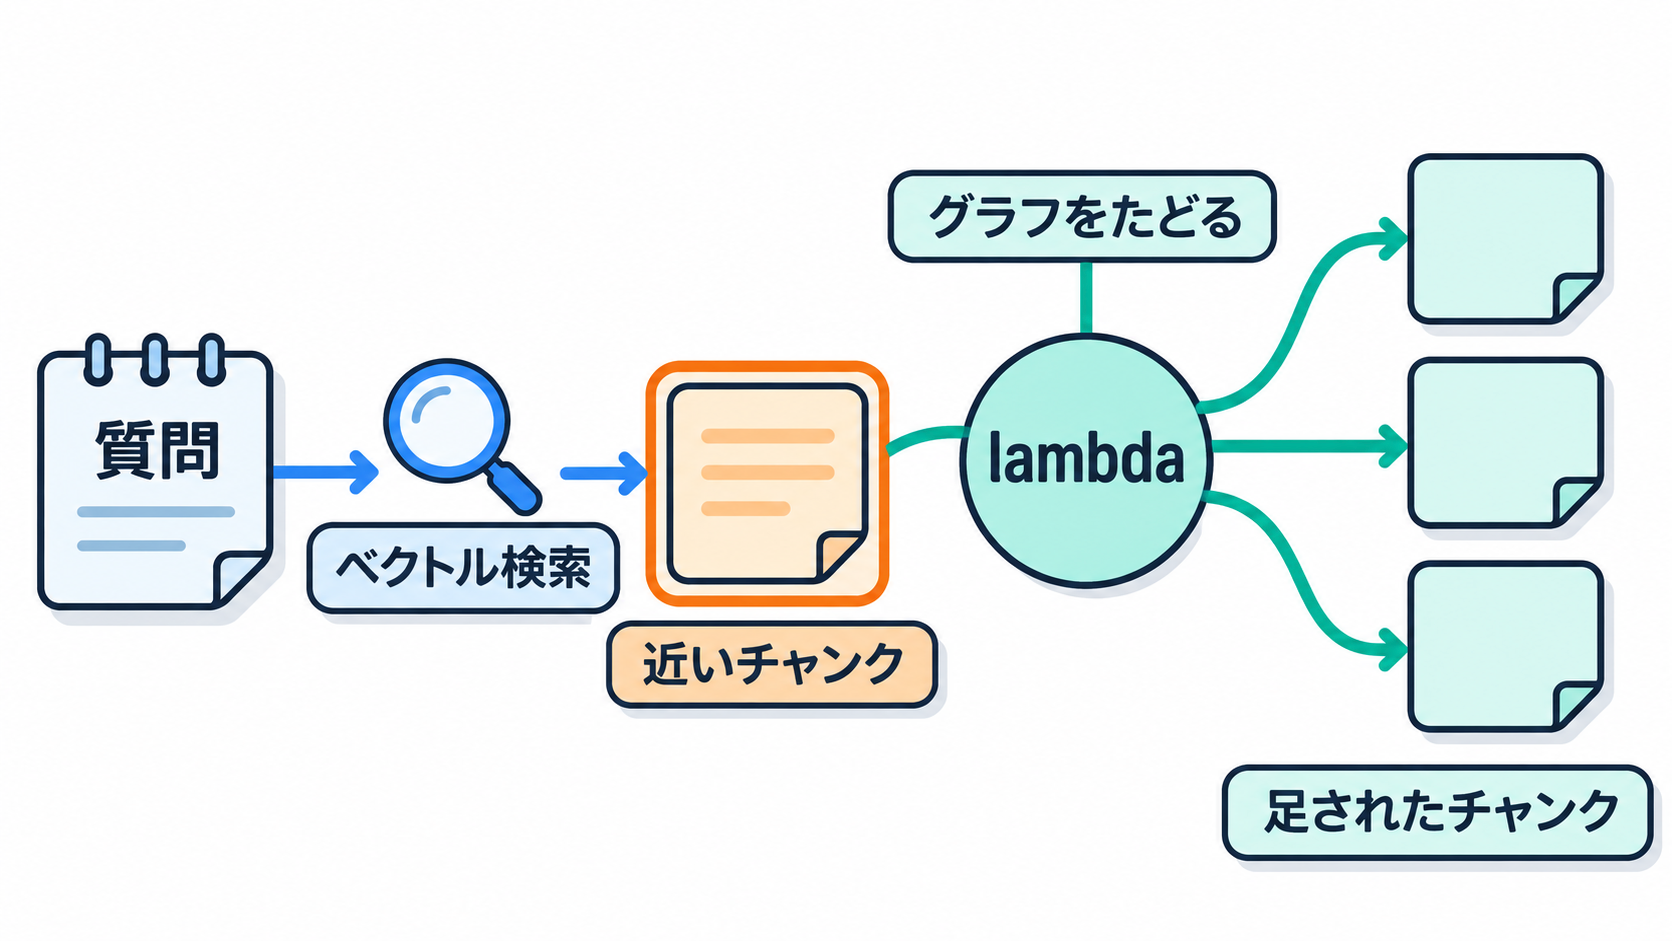 質問
ベクトル検索
近いチャンク
グラフをたどる
lambda
足されたチャンク